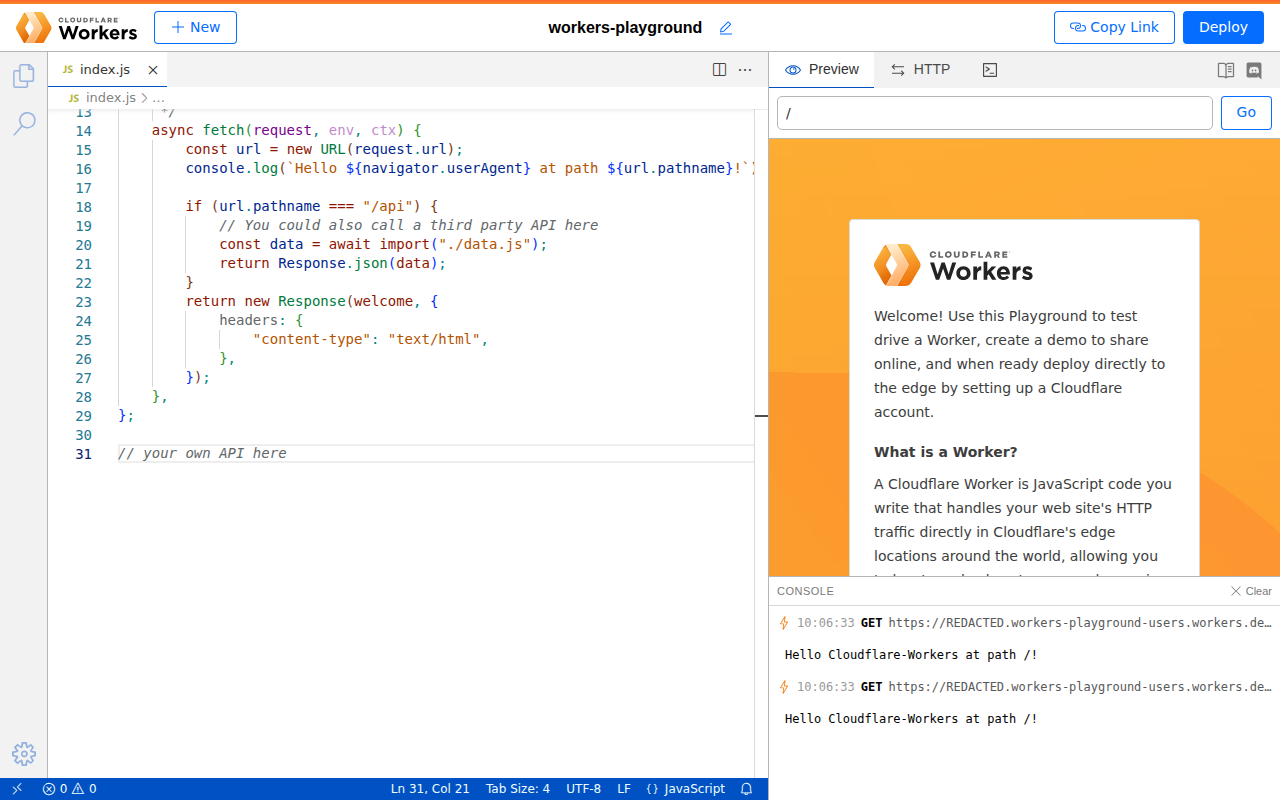 CLOUDFLARE
Workers
New
workers-playground
Copy Link
Deploy
JS index.js
JS index.js > ...
13 */
14 async fetch(request, env, ctx) {
15 const url = new URL(request.url);
16 console.log(`Hello ${navigator.userAgent} at path ${url.pathname}!`)
17
18 if (url.pathname === "/api") {
19 // You could also call a third party API here
20 const data = await import("./data.js");
21 return Response.json(data);
22 }
23 return new Response(welcome, {
24 headers: {
25 "content-type": "text/html",
26 },
27 });
28 },
29 };
30
31 // your own API here
0 0
Ln 31, Col 21
Tab Size: 4
UTF-8
LF
{} JavaScript
Preview
HTTP
/
Go
CLOUDFLARE
Workers
Welcome! Use this Playground to test
drive a Worker, create a demo to share
online, and when ready deploy directly to
the edge by setting up a Cloudflare
account.
What is a Worker?
A Cloudflare Worker is JavaScript code you
write that handles your web site's HTTP
traffic directly in Cloudflare's edge
locations around the world, allowing you
CONSOLE
Clear
10:06:33 GET https://REDACTED.workers-playground-users.workers.de…
Hello Cloudflare-Workers at path /!
10:06:33 GET https://REDACTED.workers-playground-users.workers.de…
Hello Cloudflare-Workers at path /!